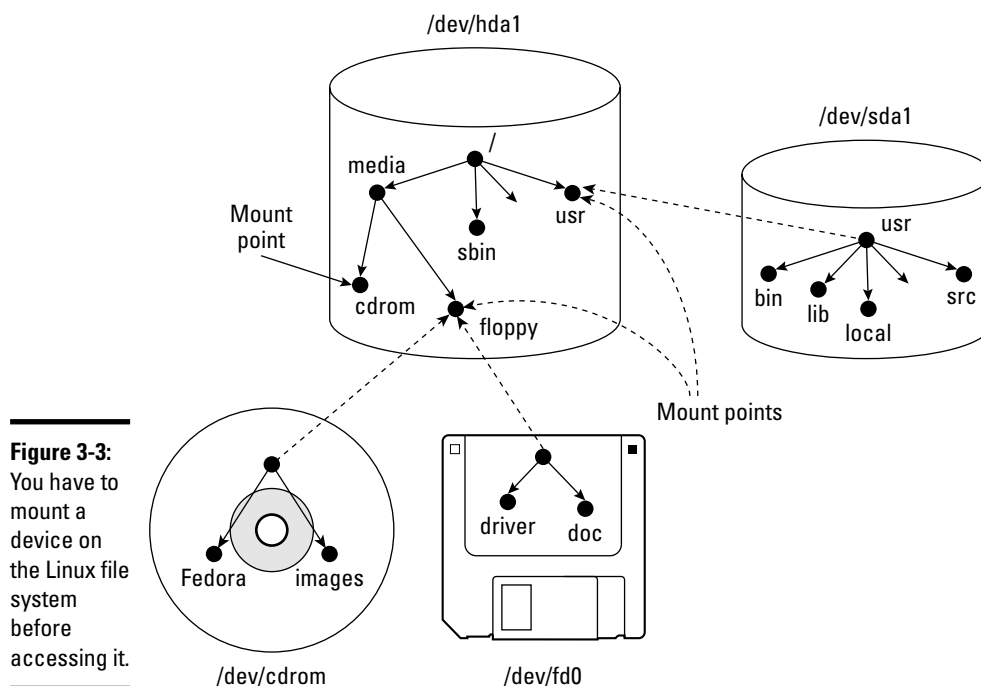 /dev/hda1
/dev/sda1
/
media
usr
sbin
Mount
point
cdrom
floppy
usr
bin
lib
local
src
Mount points
Figure 3-3:
You have to
mount a
device on
the Linux file
system
before
accessing it.
Fedora
images
driver
doc
/dev/cdrom
/dev/fd0